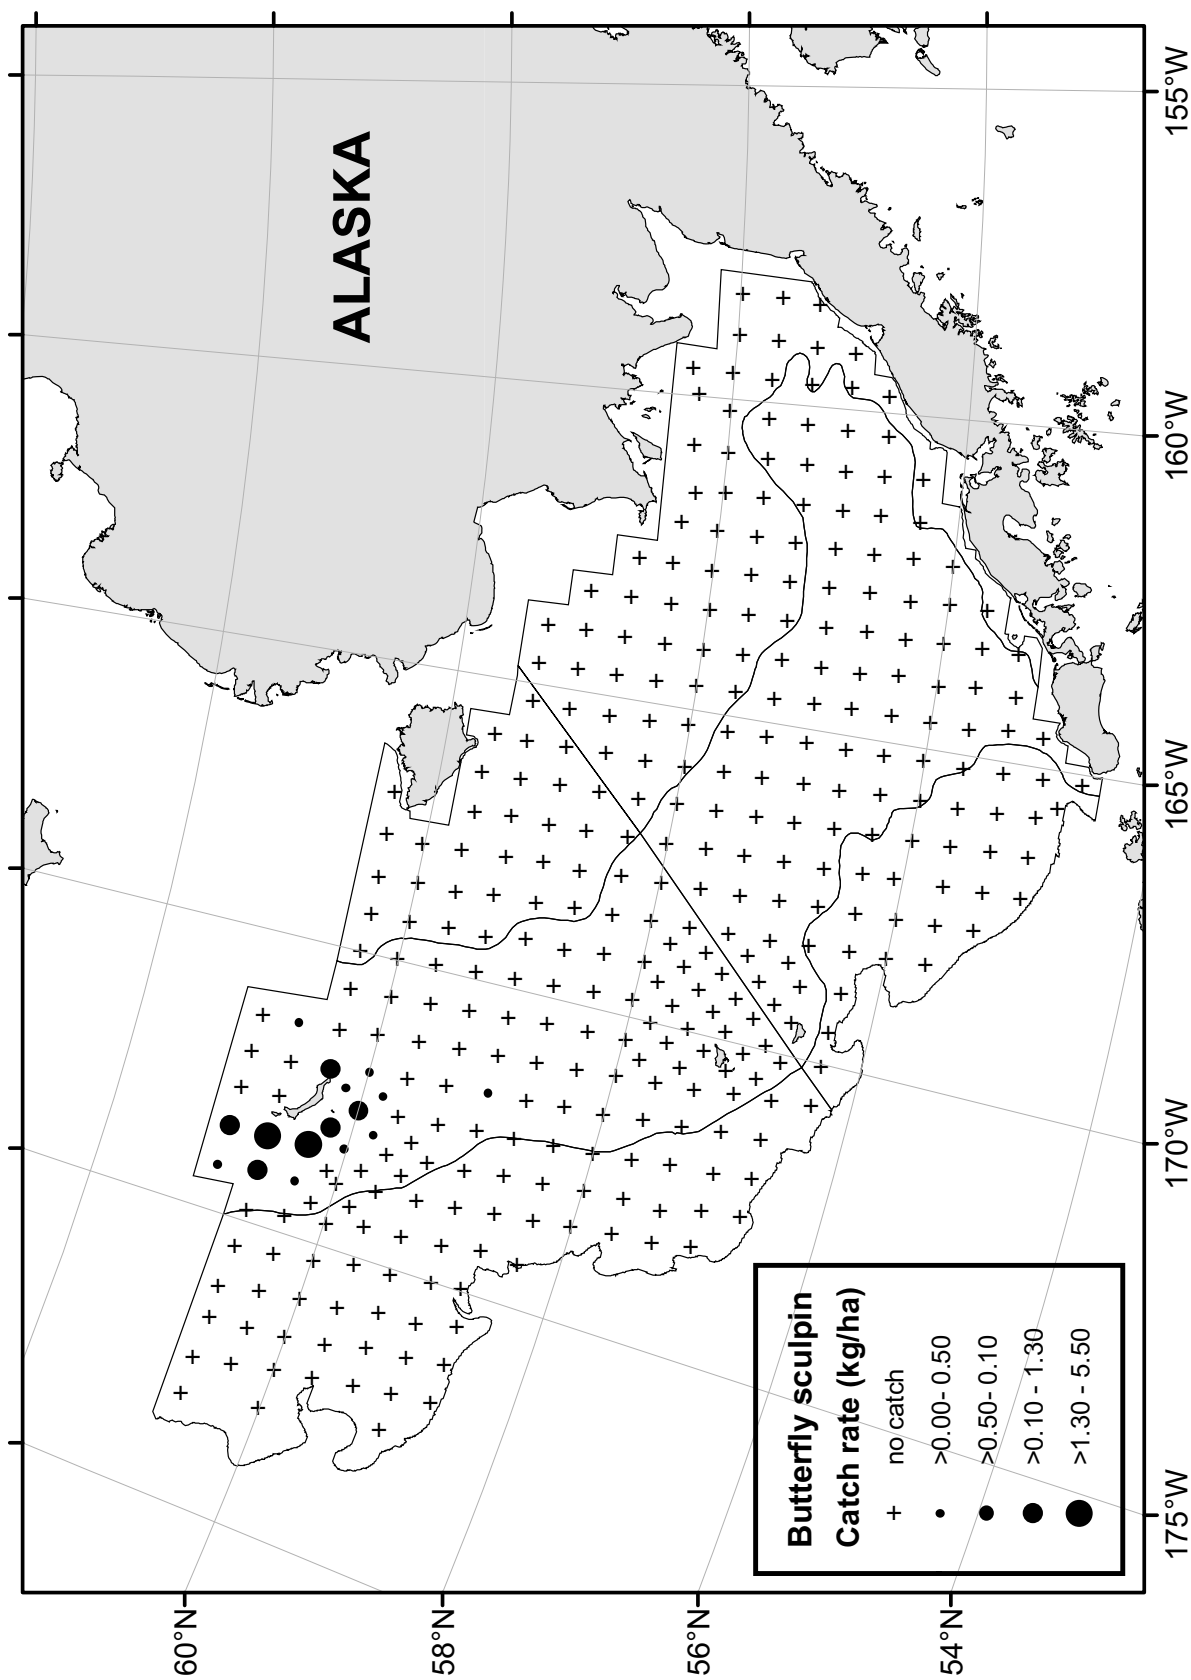 ALASKA
Butterfly sculpin
Catch rate (kg/ha)
+ no catch
>0.00- 0.50
>0.50- 0.10
>0.10 - 1.30
>1.30 - 5.50
60°N
58°N
56°N
54°N
175°W
170°W
165°W
160°W
155°W